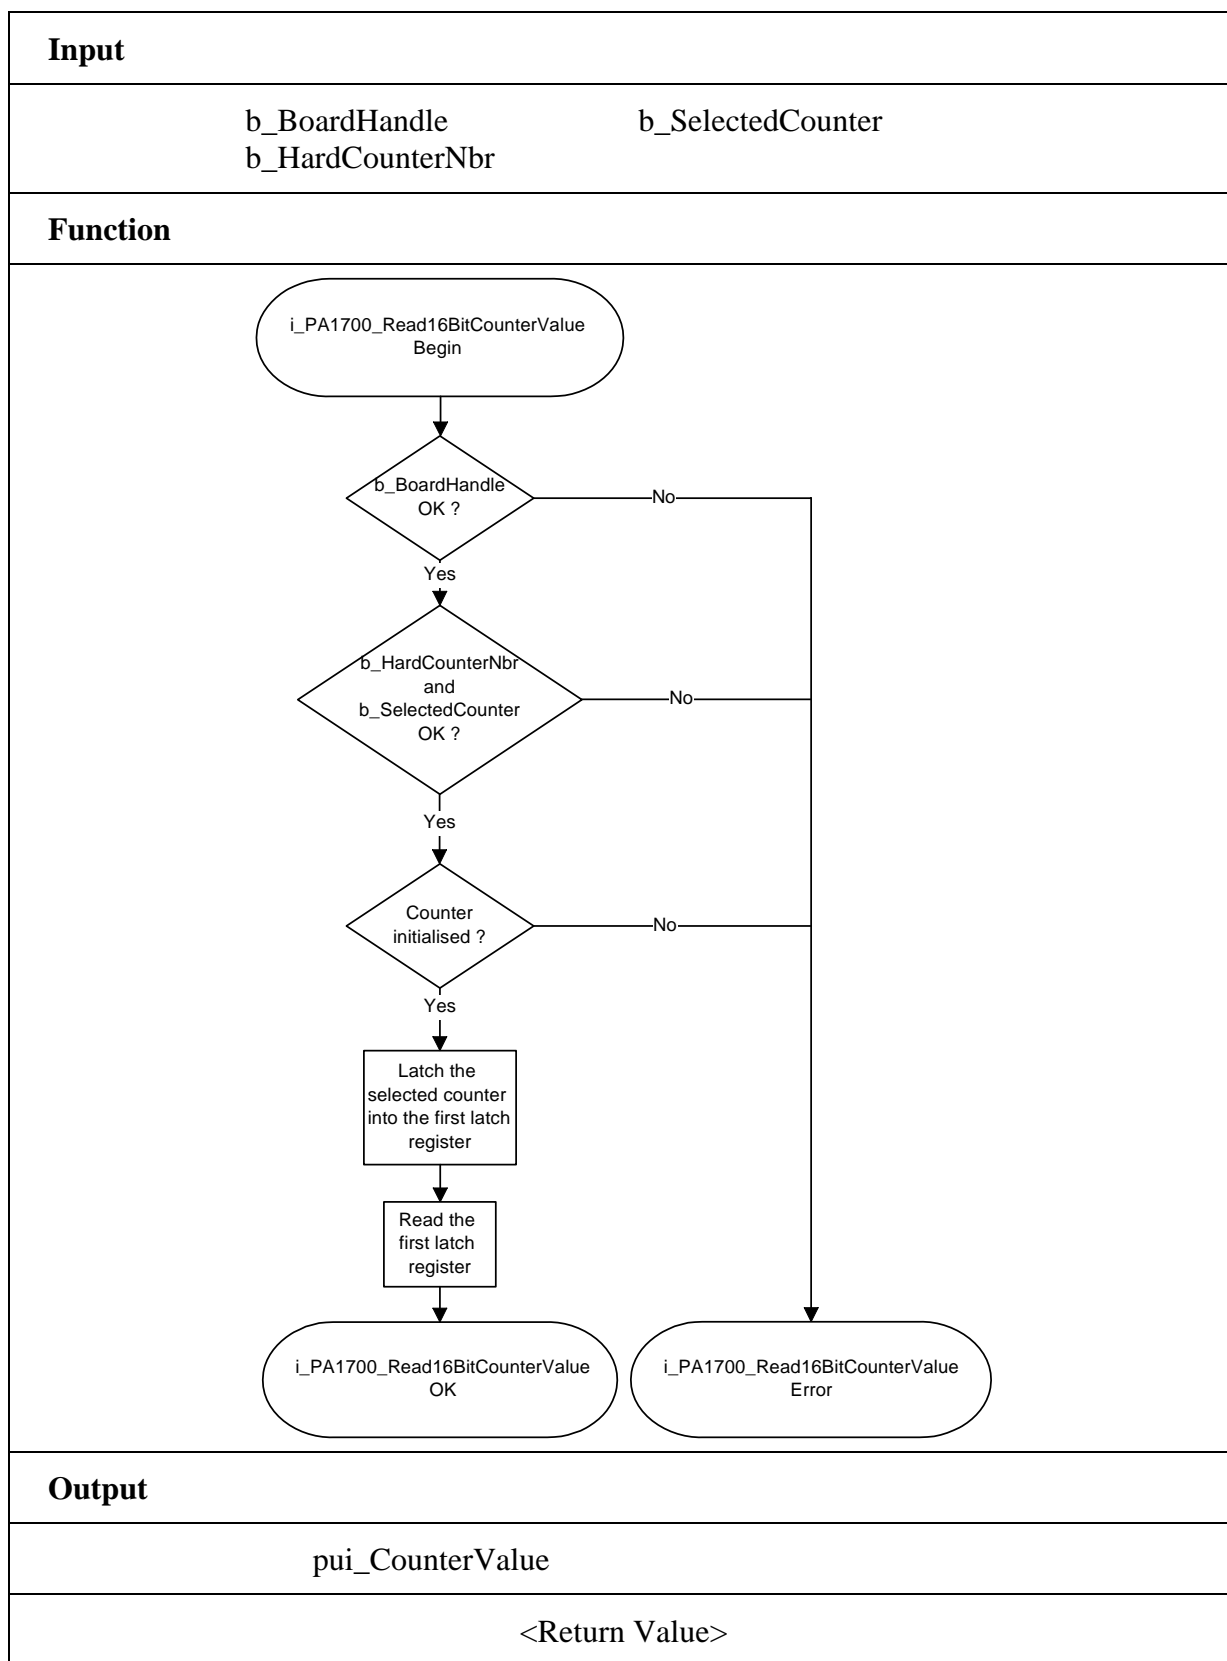 Input
b_BoardHandle b_SelectedCounter
b_HardCounterNbr
Function
i_PA1700_Read16BitCounterValue
Begin
b_BoardHandle
OK ?
No
Yes
b_HardCounterNbr
and
b_SelectedCounter
OK ?
No
Yes
Counter
initialised ?
No
Yes
Latch the
selected counter
into the first latch
register
Read the
first latch
register
i_PA1700_Read16BitCounterValue
OK
i_PA1700_Read16BitCounterValue
Error
Output
pui_CounterValue
<Return Value>